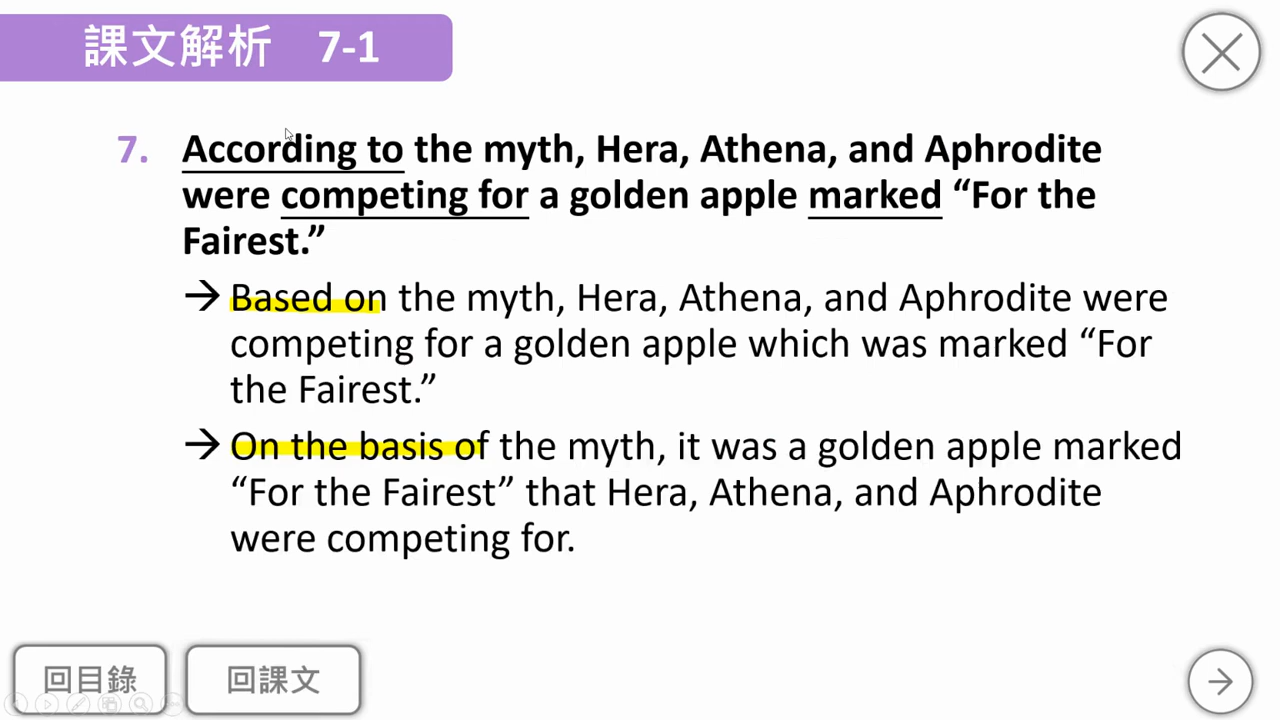 課文解析 7-1
7. According to the myth, Hera, Athena, and Aphrodite
were competing for a golden apple marked “For the
Fairest.”
→ Based on the myth, Hera, Athena, and Aphrodite were
competing for a golden apple which was marked “For
the Fairest.”
→ On the basis of the myth, it was a golden apple marked
“For the Fairest” that Hera, Athena, and Aphrodite
were competing for.
回目錄 回課文